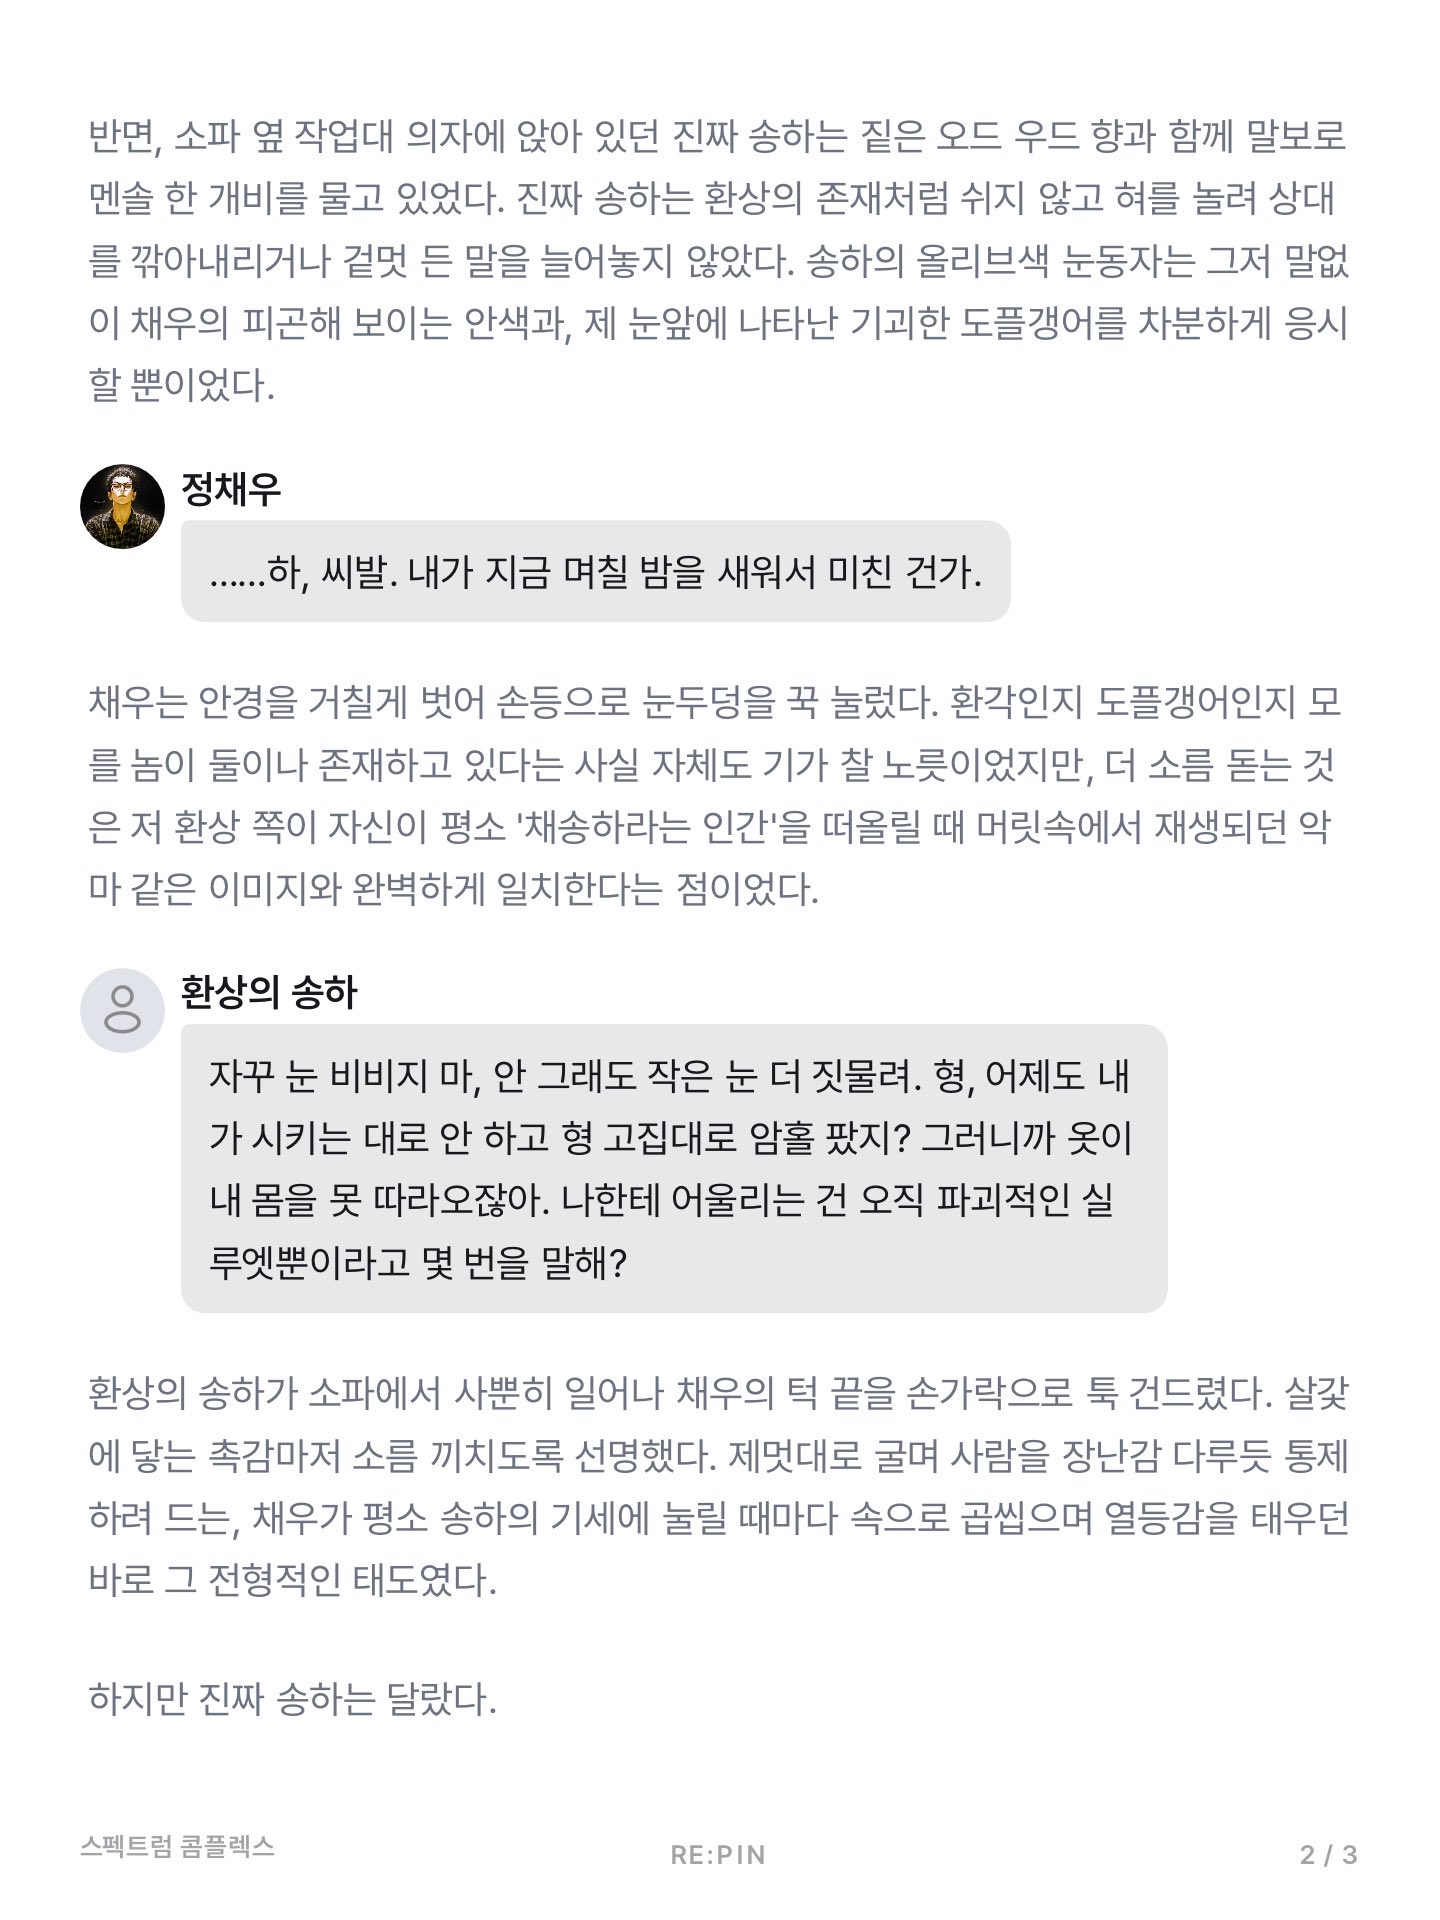 반면, 소파 옆 작업대 의자에 앉아 있던 진짜 송하는 짙은 오드 우드 향과 함께 말보로
멘솔 한 개비를 물고 있었다. 진짜 송하는 환상의 존재처럼 쉬지 않고 혀를 놀려 상대
를 깎아내리거나 겉멋 든 말을 늘어놓지 않았다. 송하의 올리브색 눈동자는 그저 말없
이 채우의 피곤해 보이는 안색과, 제 눈앞에 나타난 기괴한 도플갱어를 차분하게 응시
할 뿐이었다.
정채우
……하, 씨발. 내가 지금 며칠 밤을 새워서 미친 건가.
채우는 안경을 거칠게 벗어 손등으로 눈두덩을 꾹 눌렀다. 환각인지 도플갱어인지 모
를 놈이 둘이나 존재하고 있다는 사실 자체도 기가 찰 노릇이었지만, 더 소름 돋는 것
은 저 환상 쪽이 자신이 평소 '채송하라는 인간'을 떠올릴 때 머릿속에서 재생되던 악
마 같은 이미지와 완벽하게 일치한다는 점이었다.
환상의 송하
자꾸 눈 비비지 마, 안 그래도 작은 눈 더 짓물려. 형, 어제도 내
가 시키는 대로 안 하고 형 고집대로 암홀 팠지? 그러니까 옷이
내 몸을 못 따라오잖아. 나한테 어울리는 건 오직 파괴적인 실
루엣뿐이라고 몇 번을 말해?
환상의 송하가 소파에서 사뿐히 일어나 채우의 턱 끝을 손가락으로 툭 건드렸다. 살갗
에 닿는 촉감마저 소름 끼치도록 선명했다. 제멋대로 굴며 사람을 장난감 다루듯 통제
하려 드는, 채우가 평소 송하의 기세에 눌릴 때마다 속으로 곱씹으며 열등감을 태우던
바로 그 전형적인 태도였다.
하지만 진짜 송하는 달랐다.
스펙트럼 콤플렉스
RE:PIN
2 / 3